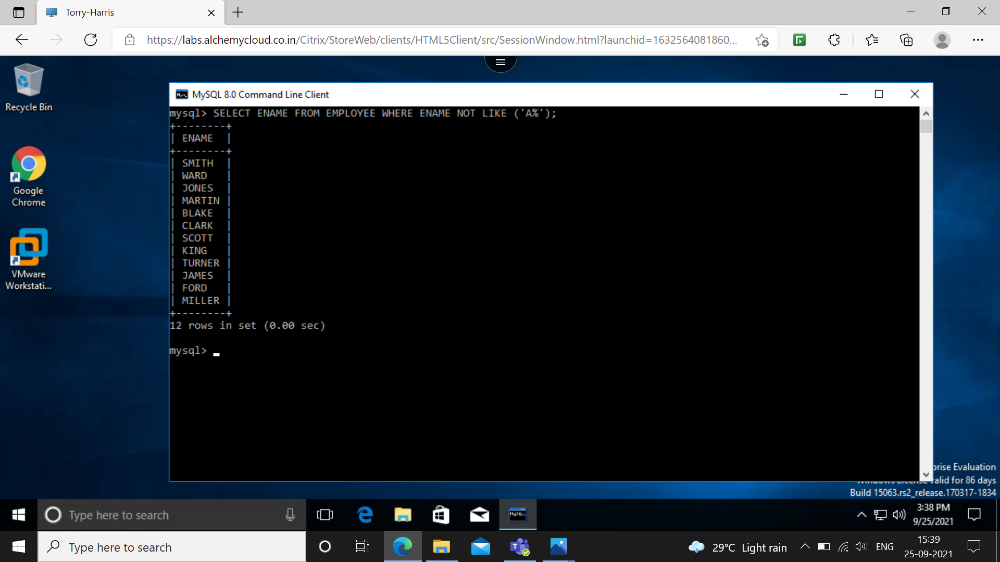 Torry-Harris
https://labs.alchemycloud.co.in/Citrix/StoreWeb/clients/HTML5Client/src/SessionWindow.html?launchid=1632564081860...
Recycle Bin
Google
Chrome
VMware
Workstati...
MySQL 8.0 Command Line Client
mysql> SELECT ENAME FROM EMPLOYEE WHERE ENAME NOT LIKE ('A%');
+--------+
| ENAME  |
+--------+
| SMITH  |
| WARD   |
| JONES  |
| MARTIN |
| BLAKE  |
| CLARK  |
| SCOTT  |
| KING   |
| TURNER |
| JAMES  |
| FORD   |
| MILLER |
+--------+
12 rows in set (0.00 sec)
mysql> _
prise Evaluation
Windows License valid for 86 days
Build 15063.rs2_release.170317-1834
Type here to search
3:38 PM
9/25/2021
Type here to search
29°C Light rain
ENG
15:39
25-09-2021